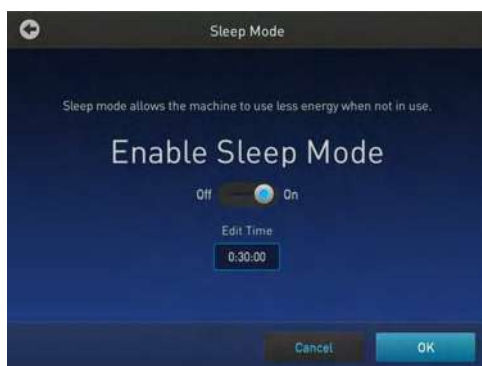 Sleep Mode
Sleep mode allows the machine to use less energy when not in use.
Enable Sleep Mode
Off On
Edit Time
0:30:00
Cancel OK